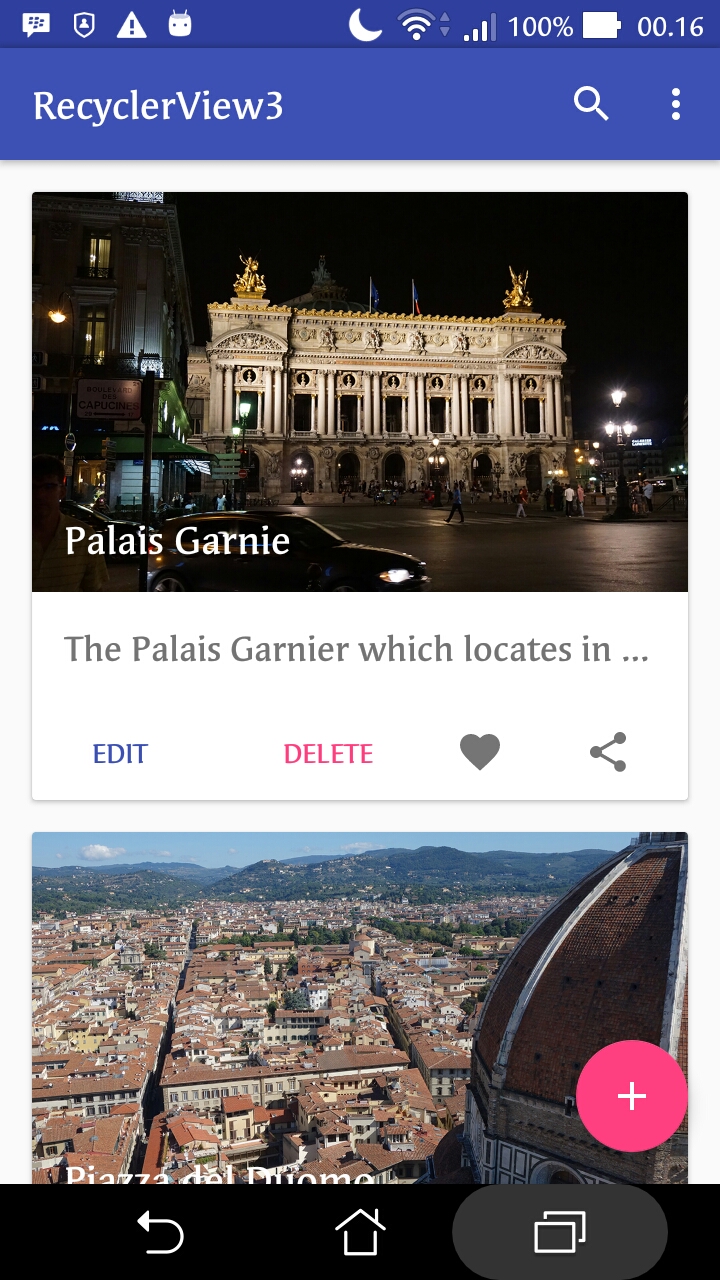 100% 00.16
RecyclerView3
BOULEVARD
DES
CAPUCINES
Palais Garnie
The Palais Garnier which locates in ...
EDIT DELETE
Piazza del Duomo